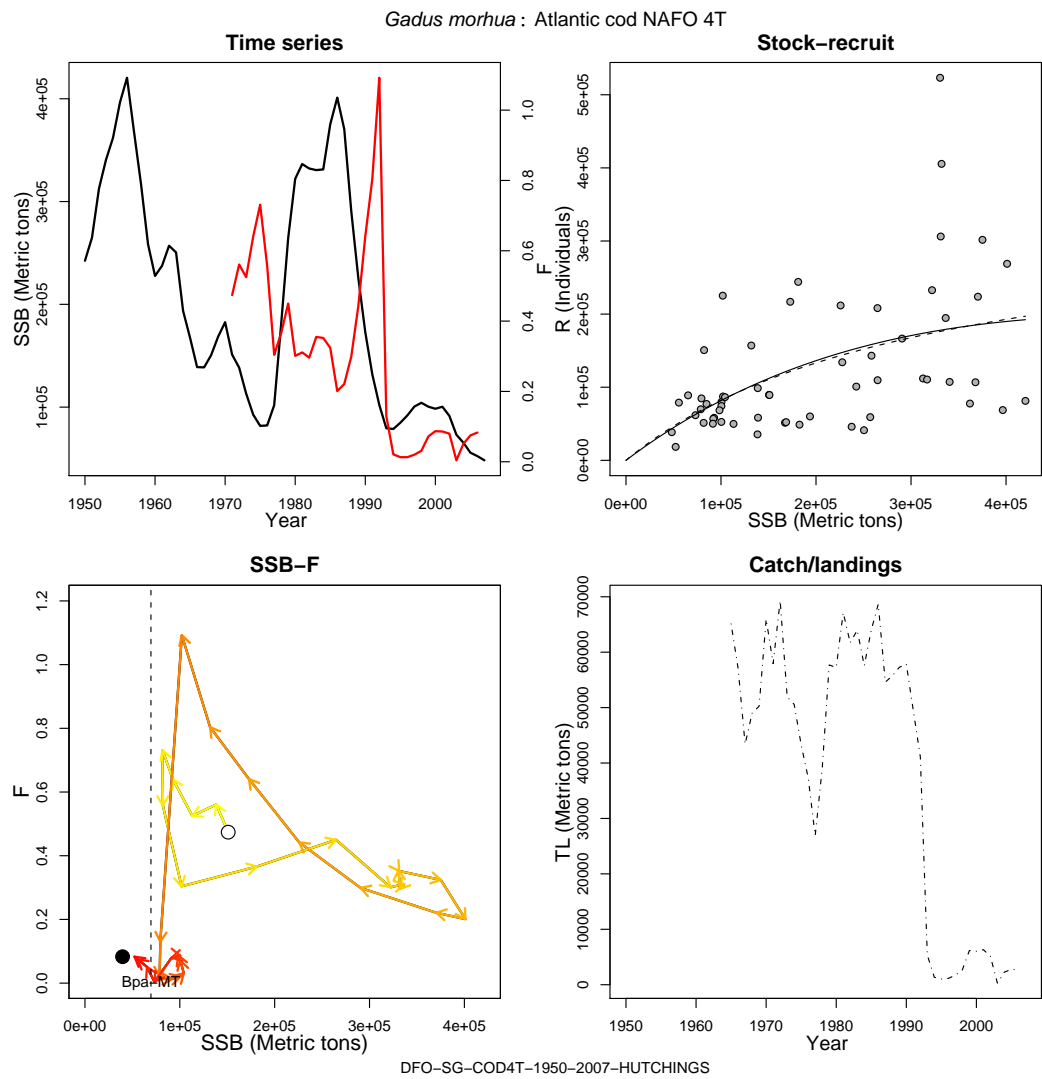 Gadus morhua : Atlantic cod NAFO 4T
Time series
SSB (Metric tons)
1e+05 2e+05 3e+05 4e+05
F
0.0 0.2 0.4 0.6 0.8 1.0
1950 1960 1970 1980 1990 2000
Year
Stock−recruit
R (Individuals)
0e+00 1e+05 2e+05 3e+05 4e+05 5e+05
0e+00 1e+05 2e+05 3e+05 4e+05
SSB (Metric tons)
SSB−F
F
0.0 0.2 0.4 0.6 0.8 1.0 1.2
Bpa−MT
0e+00 1e+05 2e+05 3e+05 4e+05
SSB (Metric tons)
Catch/landings
TL (Metric tons)
0 10000 20000 30000 40000 50000 60000 70000
1950 1960 1970 1980 1990 2000
Year
DFO−SG−COD4T−1950−2007−HUTCHINGS